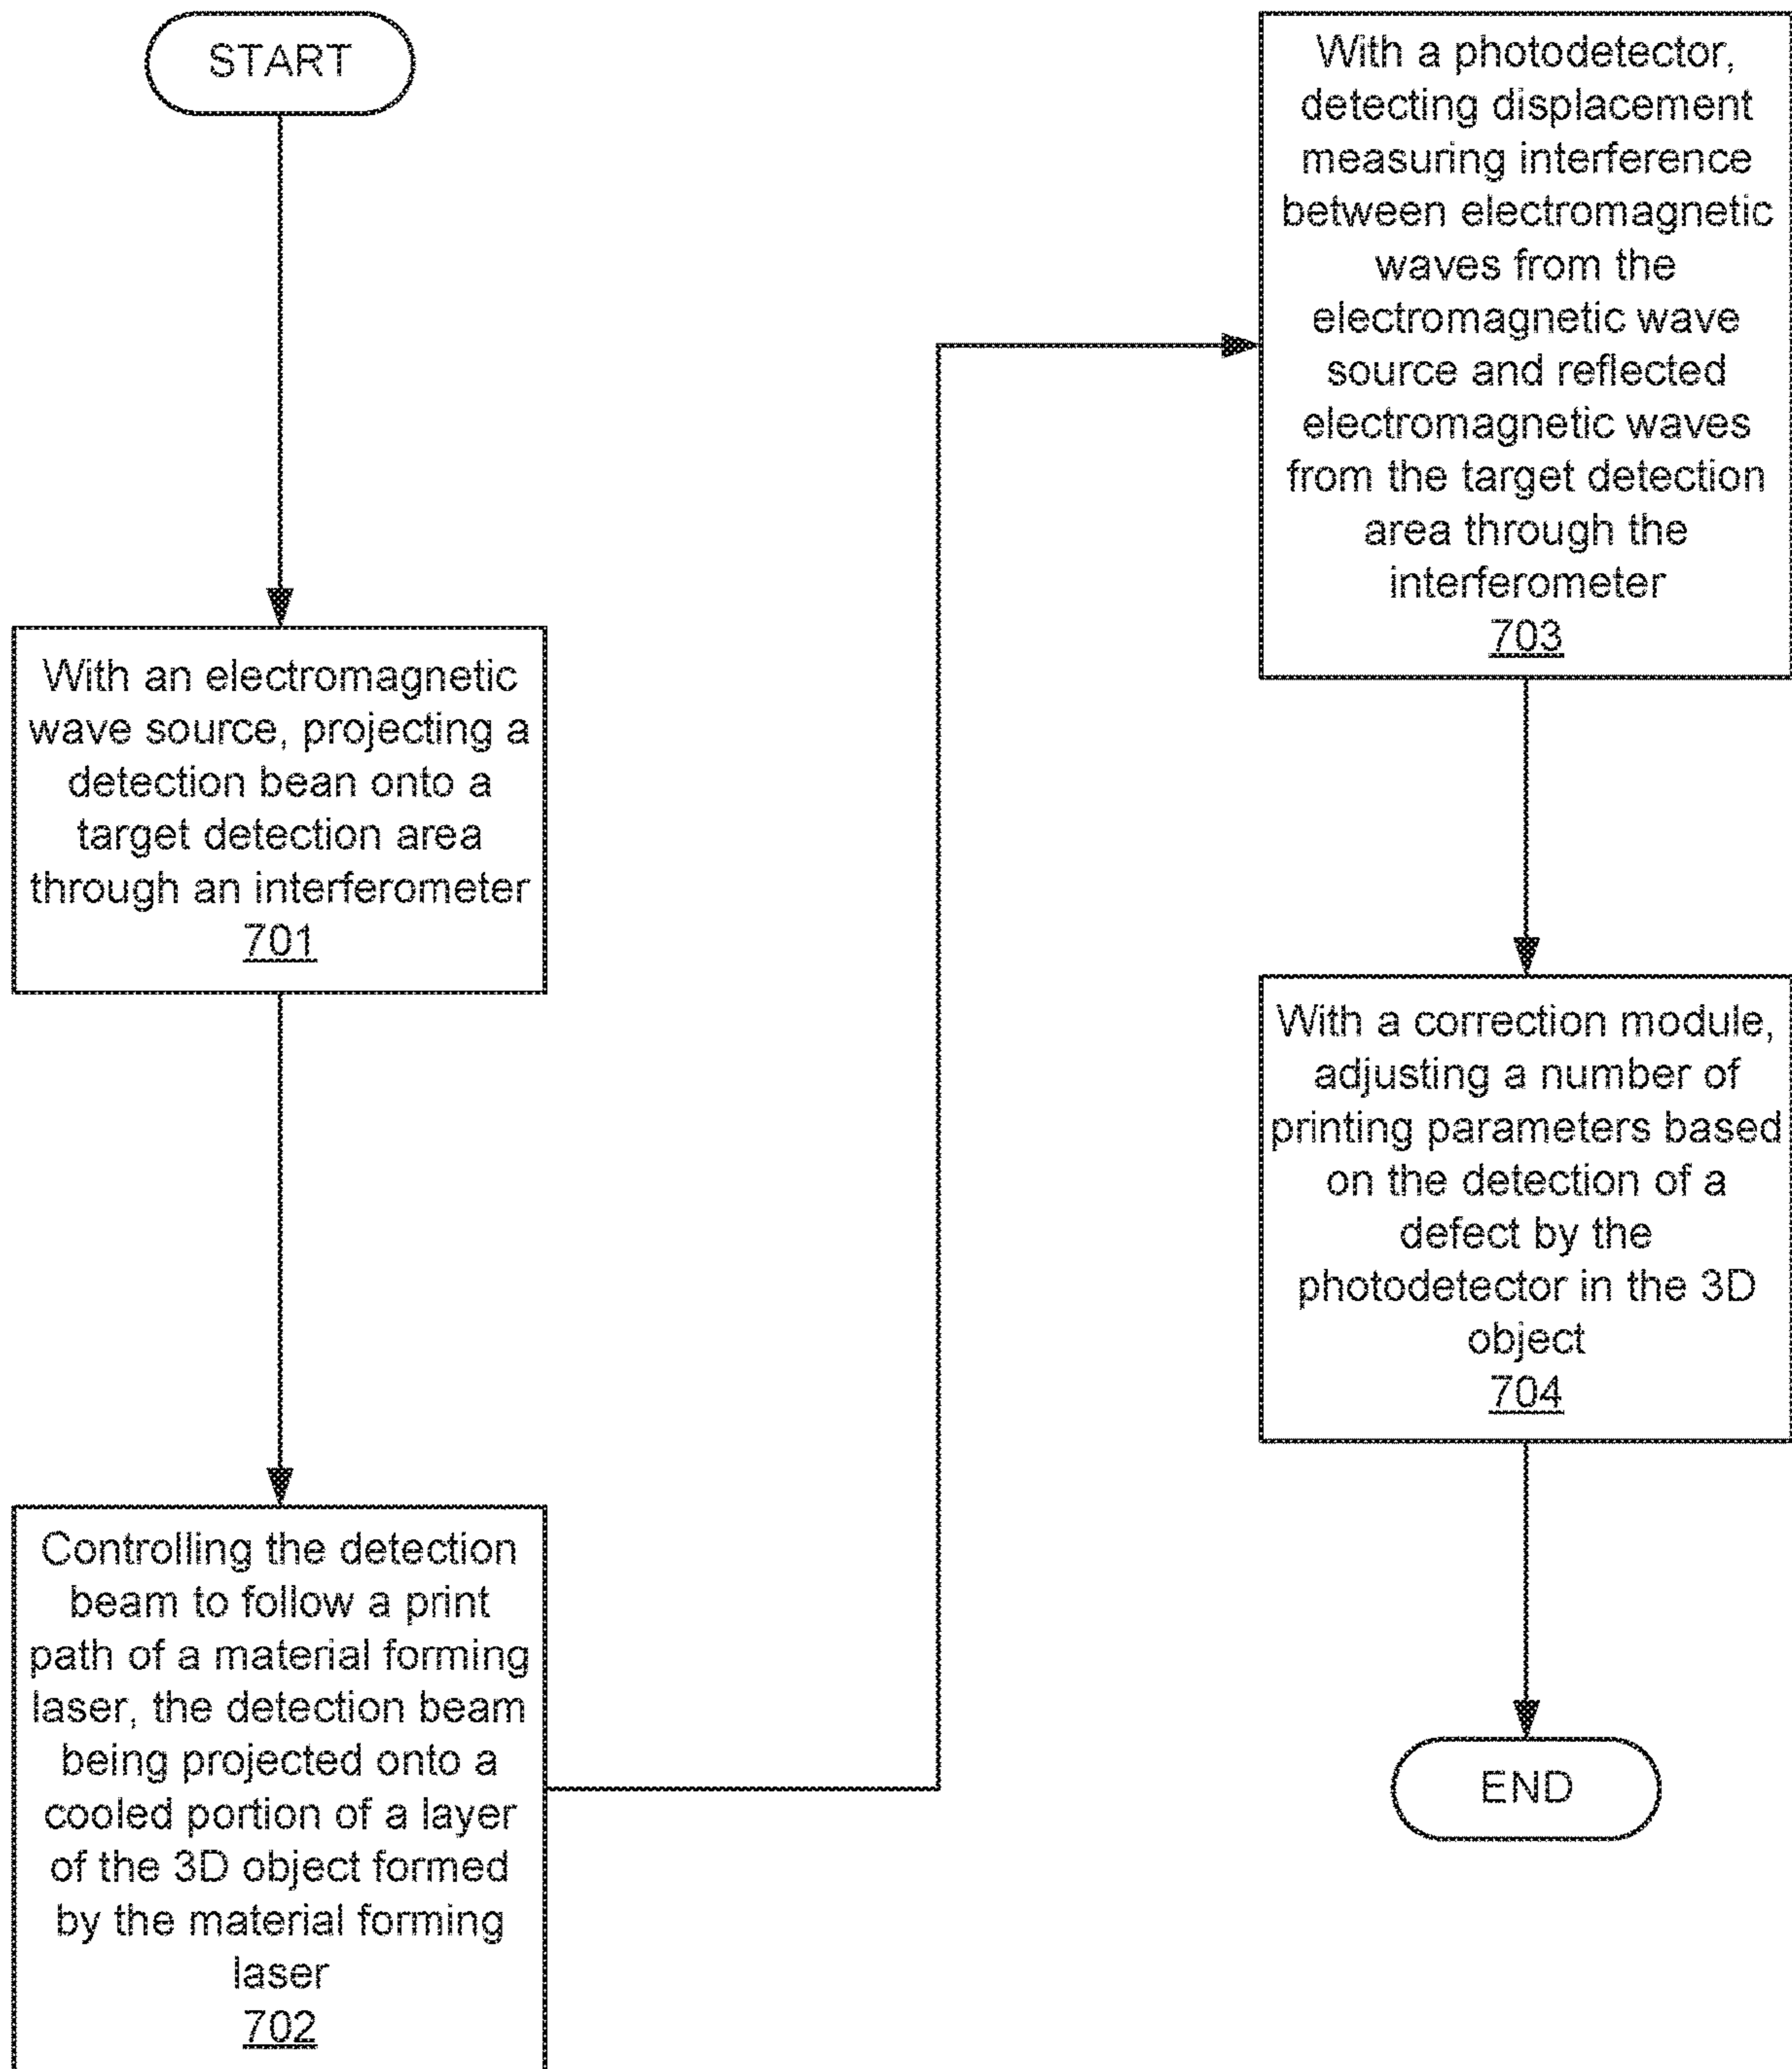 START
With an electromagnetic
wave source, projecting a
detection bean onto a
target detection area
through an interferometer
701
Controlling the detection
beam to follow a print
path of a material forming
laser, the detection beam
being projected onto a
cooled portion of a layer
of the 3D object formed
by the material forming
laser
702
With a photodetector,
detecting displacement
measuring interference
between electromagnetic
waves from the
electromagnetic wave
source and reflected
electromagnetic waves
from the target detection
area through the
interferometer
703
With a correction module,
adjusting a number of
printing parameters based
on the detection of a
defect by the
photodetector in the 3D
object
704
END